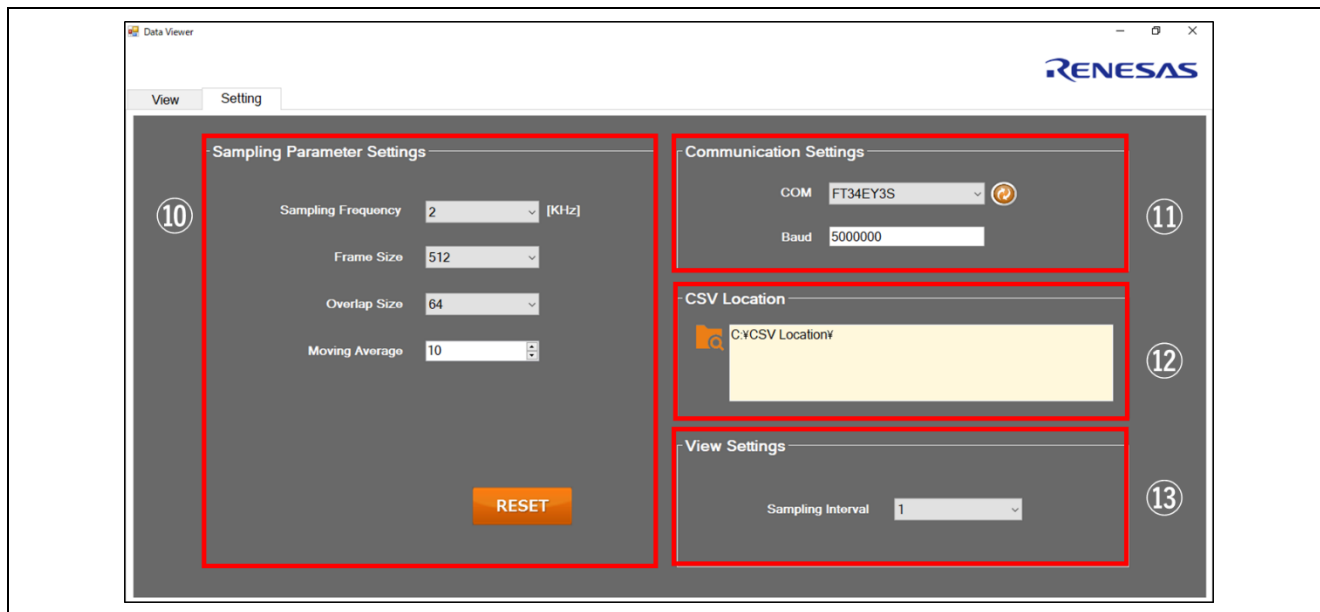 Data Viewer
RENESAS
View Setting
⑩
Sampling Parameter Settings
Sampling Frequency 2 [KHz]
Frame Size 512
Overlap Size 64
Moving Average 10
RESET
Communication Settings
COM FT34EY3S
Baud 5000000
⑪
CSV Location
C:¥CSV Location¥
⑫
View Settings
Sampling Interval 1
⑬